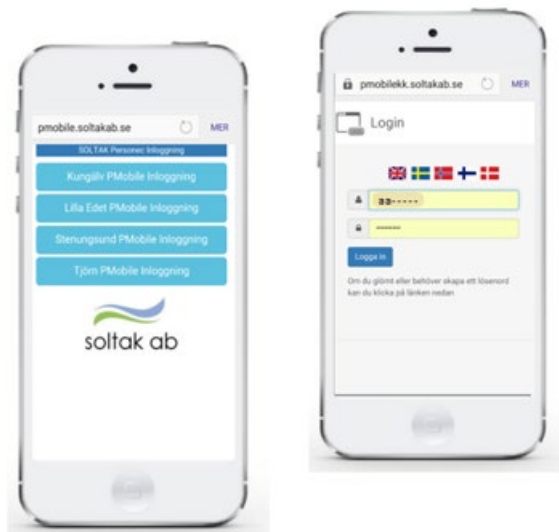 pmobile.soltakab.se MER
SOLTAK Personec Inloggning
Kungälv PMobile Inloggning
Lilla Edet PMobile Inloggning
Stenungsund PMobile Inloggning
Tjörn PMobile Inloggning
soltak ab
pmobilekk.soltakab.se MER
Login
aa-----
------
Logga in
Om du glömt eller behöver skapa ett lösenord
kan du klicka på länken nedan